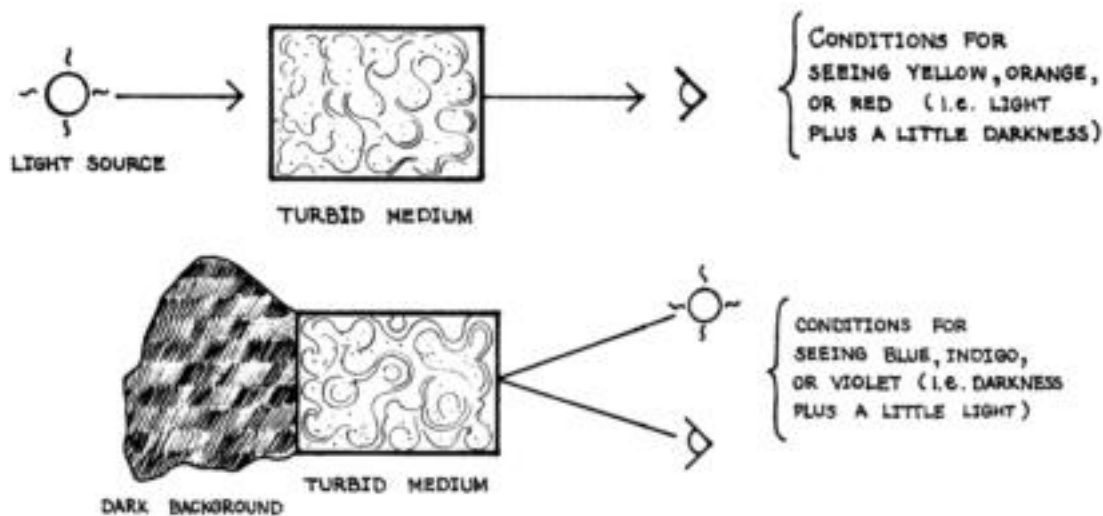 CONDITIONS FOR
SEEING YELLOW, ORANGE,
OR RED (i.e. LIGHT
PLUS A LITTLE DARKNESS)
LIGHT SOURCE
TURBID MEDIUM
CONDITIONS FOR
SEEING BLUE, INDIGO,
OR VIOLET (i.e. DARKNESS
PLUS A LITTLE LIGHT)
TURBID MEDIUM
DARK BACKGROUND